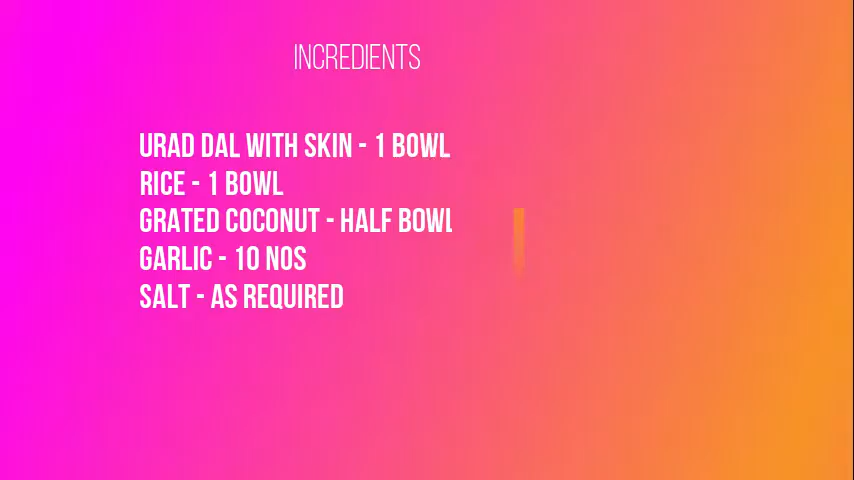 INCREDIENTS
URAD DAL WITH SKIN - 1 BOWL
RICE - 1 BOWL
GRATED COCONUT - HALF BOWL
GARLIC - 10 NOS
SALT - AS REQUIRED